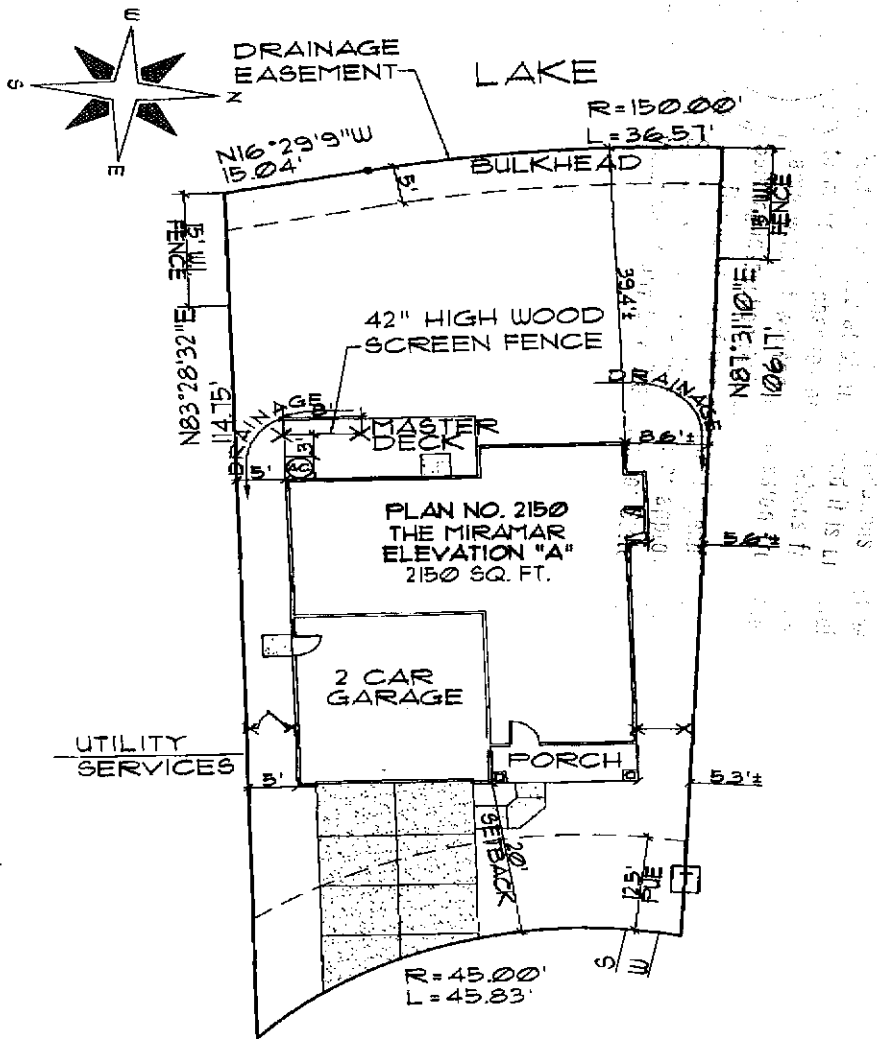 W
S
N
E
DRAINAGE
EASEMENT
LAKE
R=150.00'
L=36.57'
N16°29'9"W
15.04'
BULKHEAD
5'
15' W.I.
FENCE
15' W.I.
FENCE
39.4'±
N87°31'10"E
106.17'
42" HIGH WOOD
SCREEN FENCE
N83°28'32"E
114.75'
DRAINAGE
8'
DRAINAGE
MASTER
DECK
3'
AC
5'
8.6'±
PLAN NO. 2150
THE MIRAMAR
ELEVATION "A"
2150 SQ. FT.
5.6'±
2 CAR
GARAGE
UTILITY
SERVICES
PORCH
5'
5.3'±
20'
SETBACK
12.5'
PUE
S
W
R=45.00'
L=45.83'